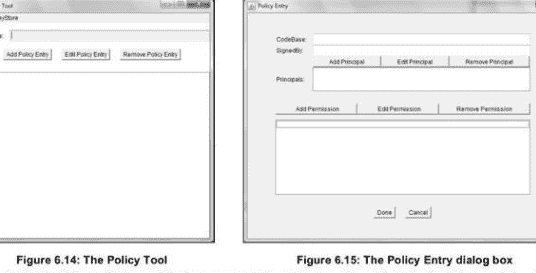 Tool
eyStore
Add Policy Entry Edit Policy Entry Remove Policy Entry
Figure 6.14: The Policy Tool
Policy Entry
CodeBase:
SignedBy:
Add Principal Edit Principal Remove Principal
Principals:
Add Permission Edit Permission Remove Permission
Done Cancel
Figure 6.15: The Policy Entry dialog box